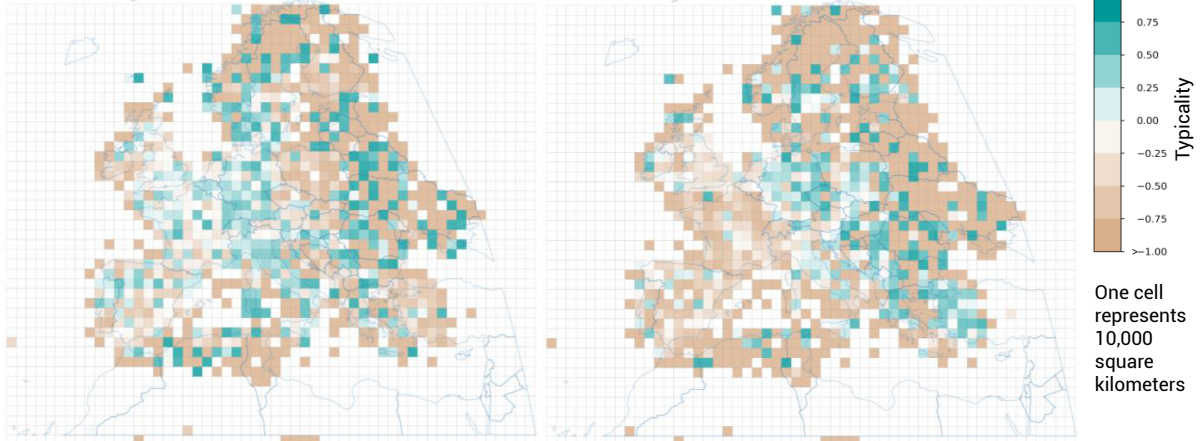 0.75
0.50
0.25
0.00
−0.25
−0.50
−0.75
>−1.00
Typicality
One cell
represents
10,000
square
kilometers